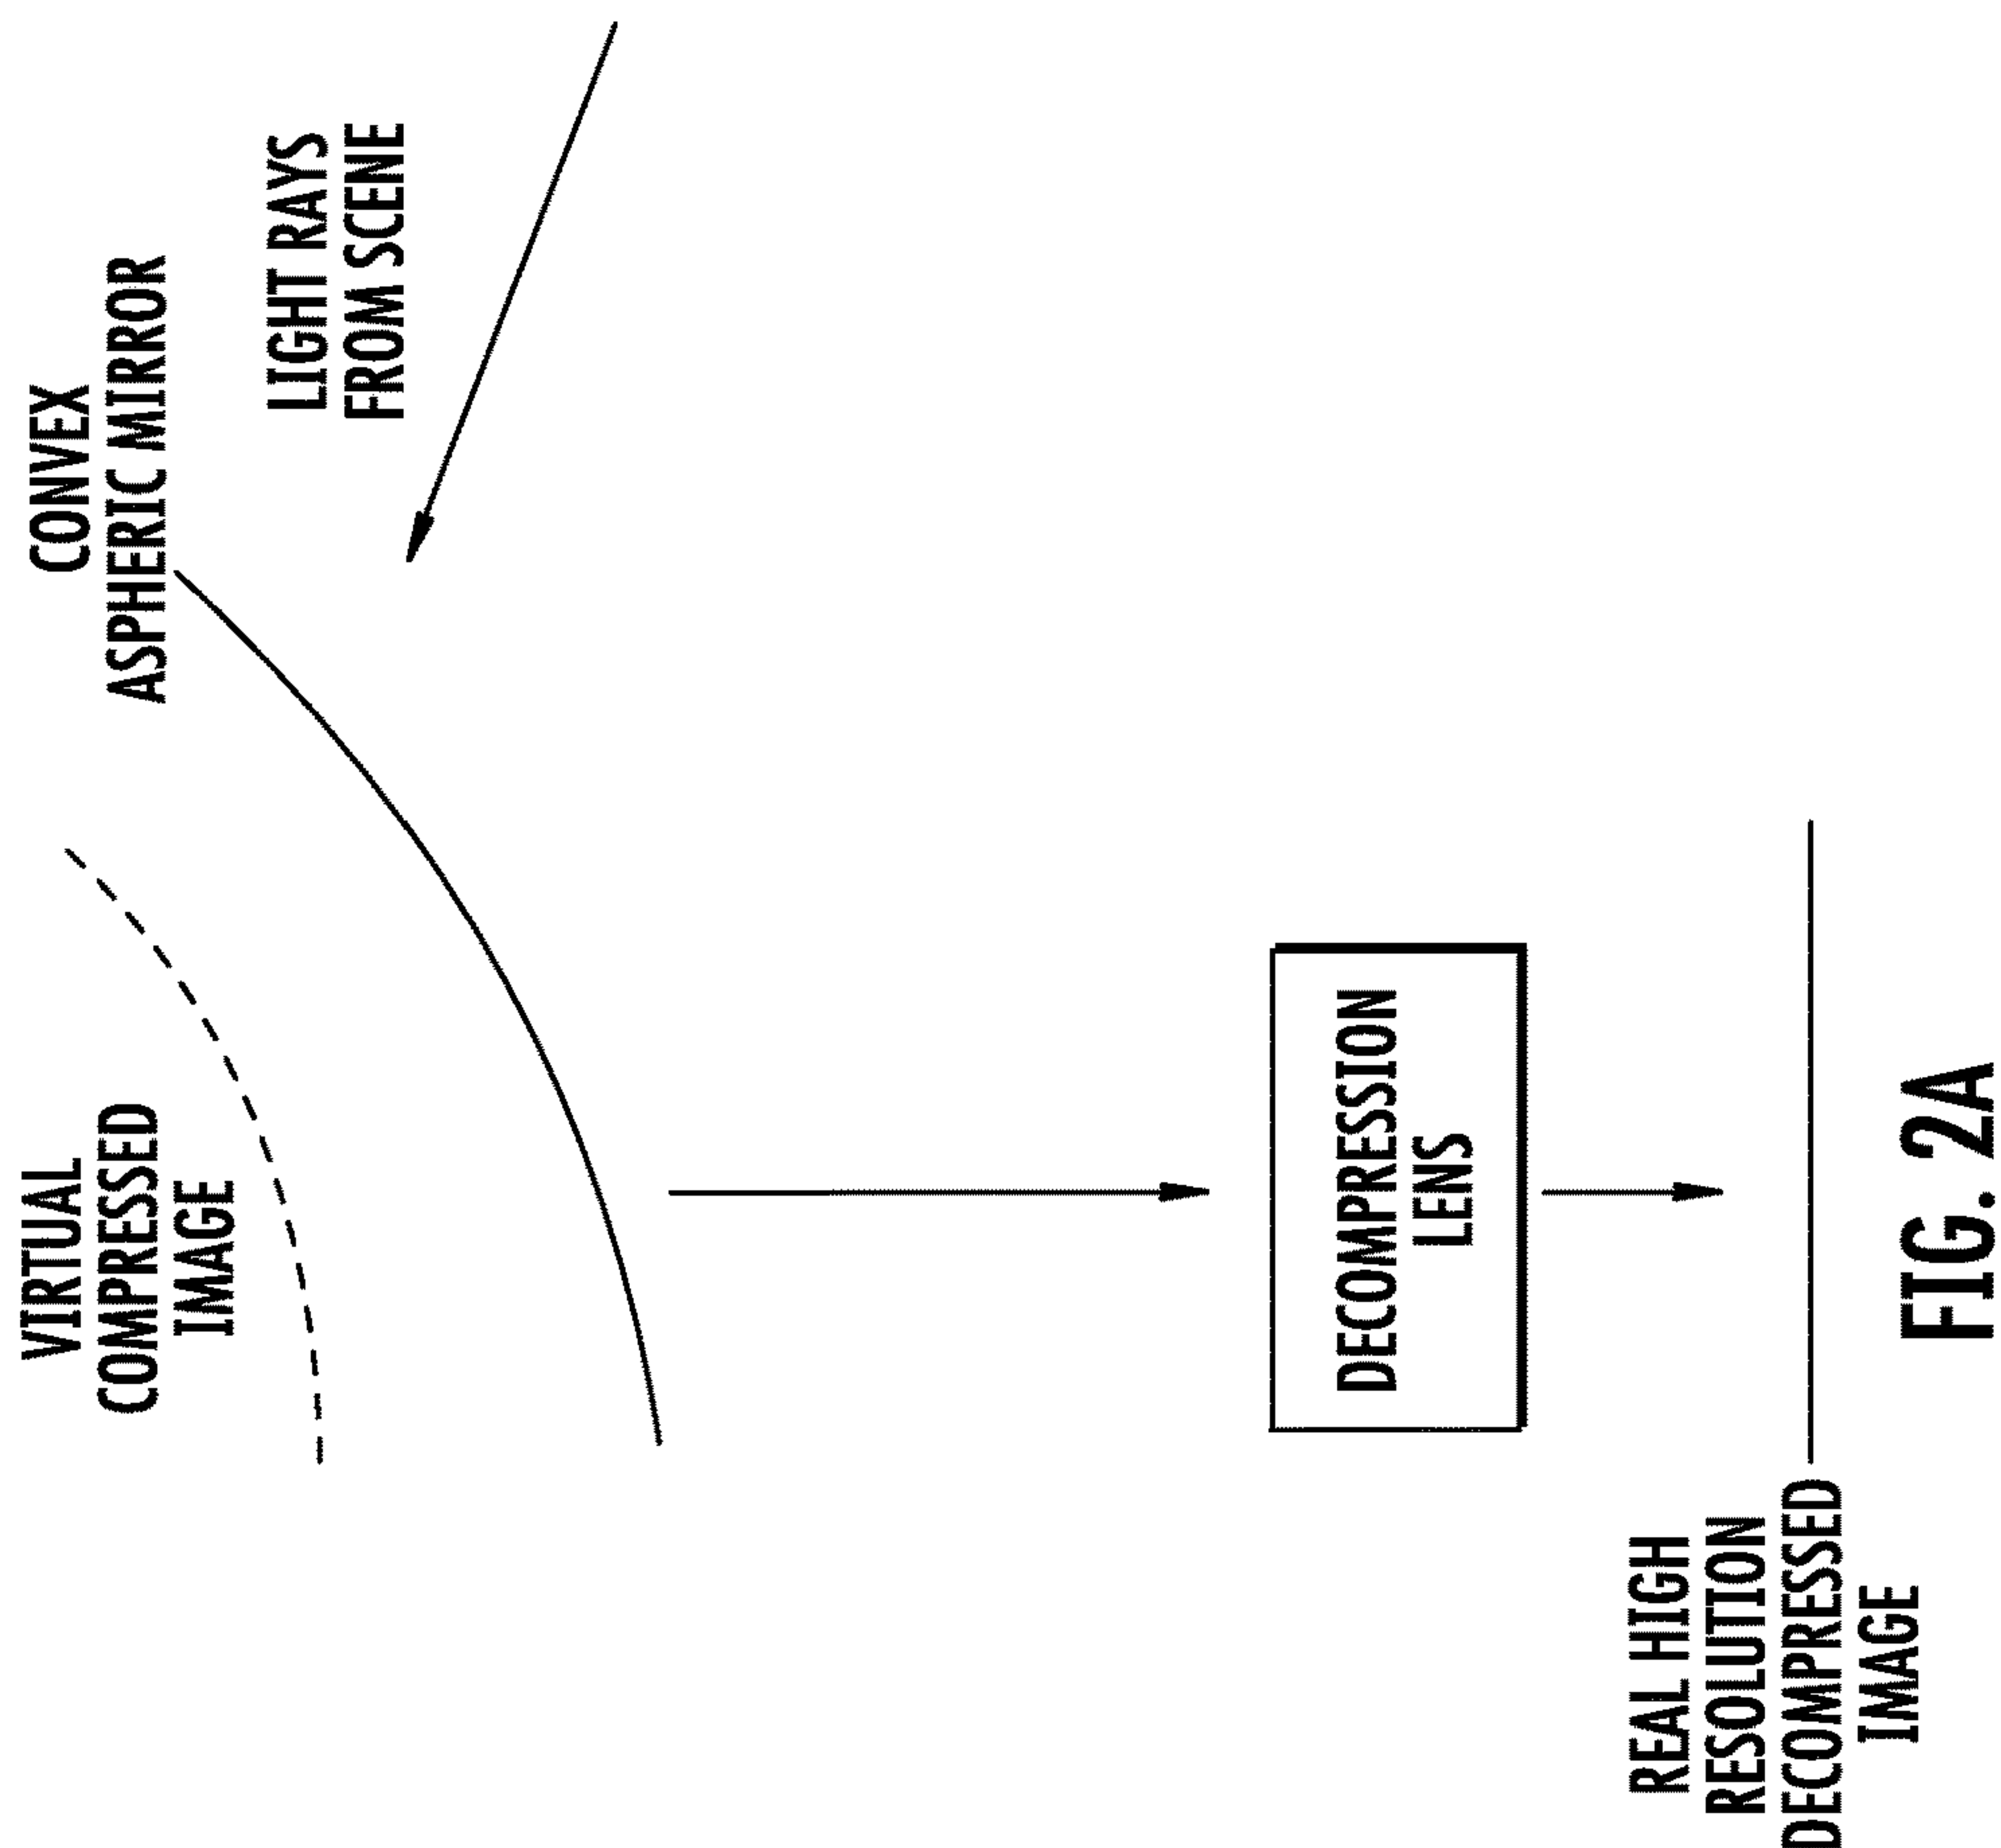 VIRTUAL
COMPRESSED
IMAGE
CONVEX
ASPHERIC MIRROR
LIGHT RAYS
FROM SCENE
DECOMPRESSION
LENS
REAL HIGH
RESOLUTION
DECOMPRESSED
IMAGE
FIG. 2A